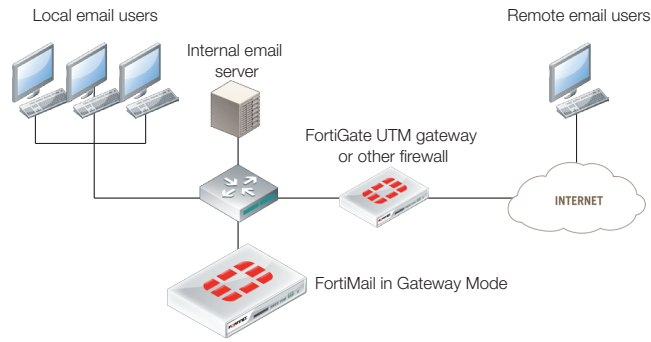 Local email users
Remote email users
Internal email
server
FortiGate UTM gateway
or other firewall
INTERNET
FortiMail in Gateway Mode
FORTINET